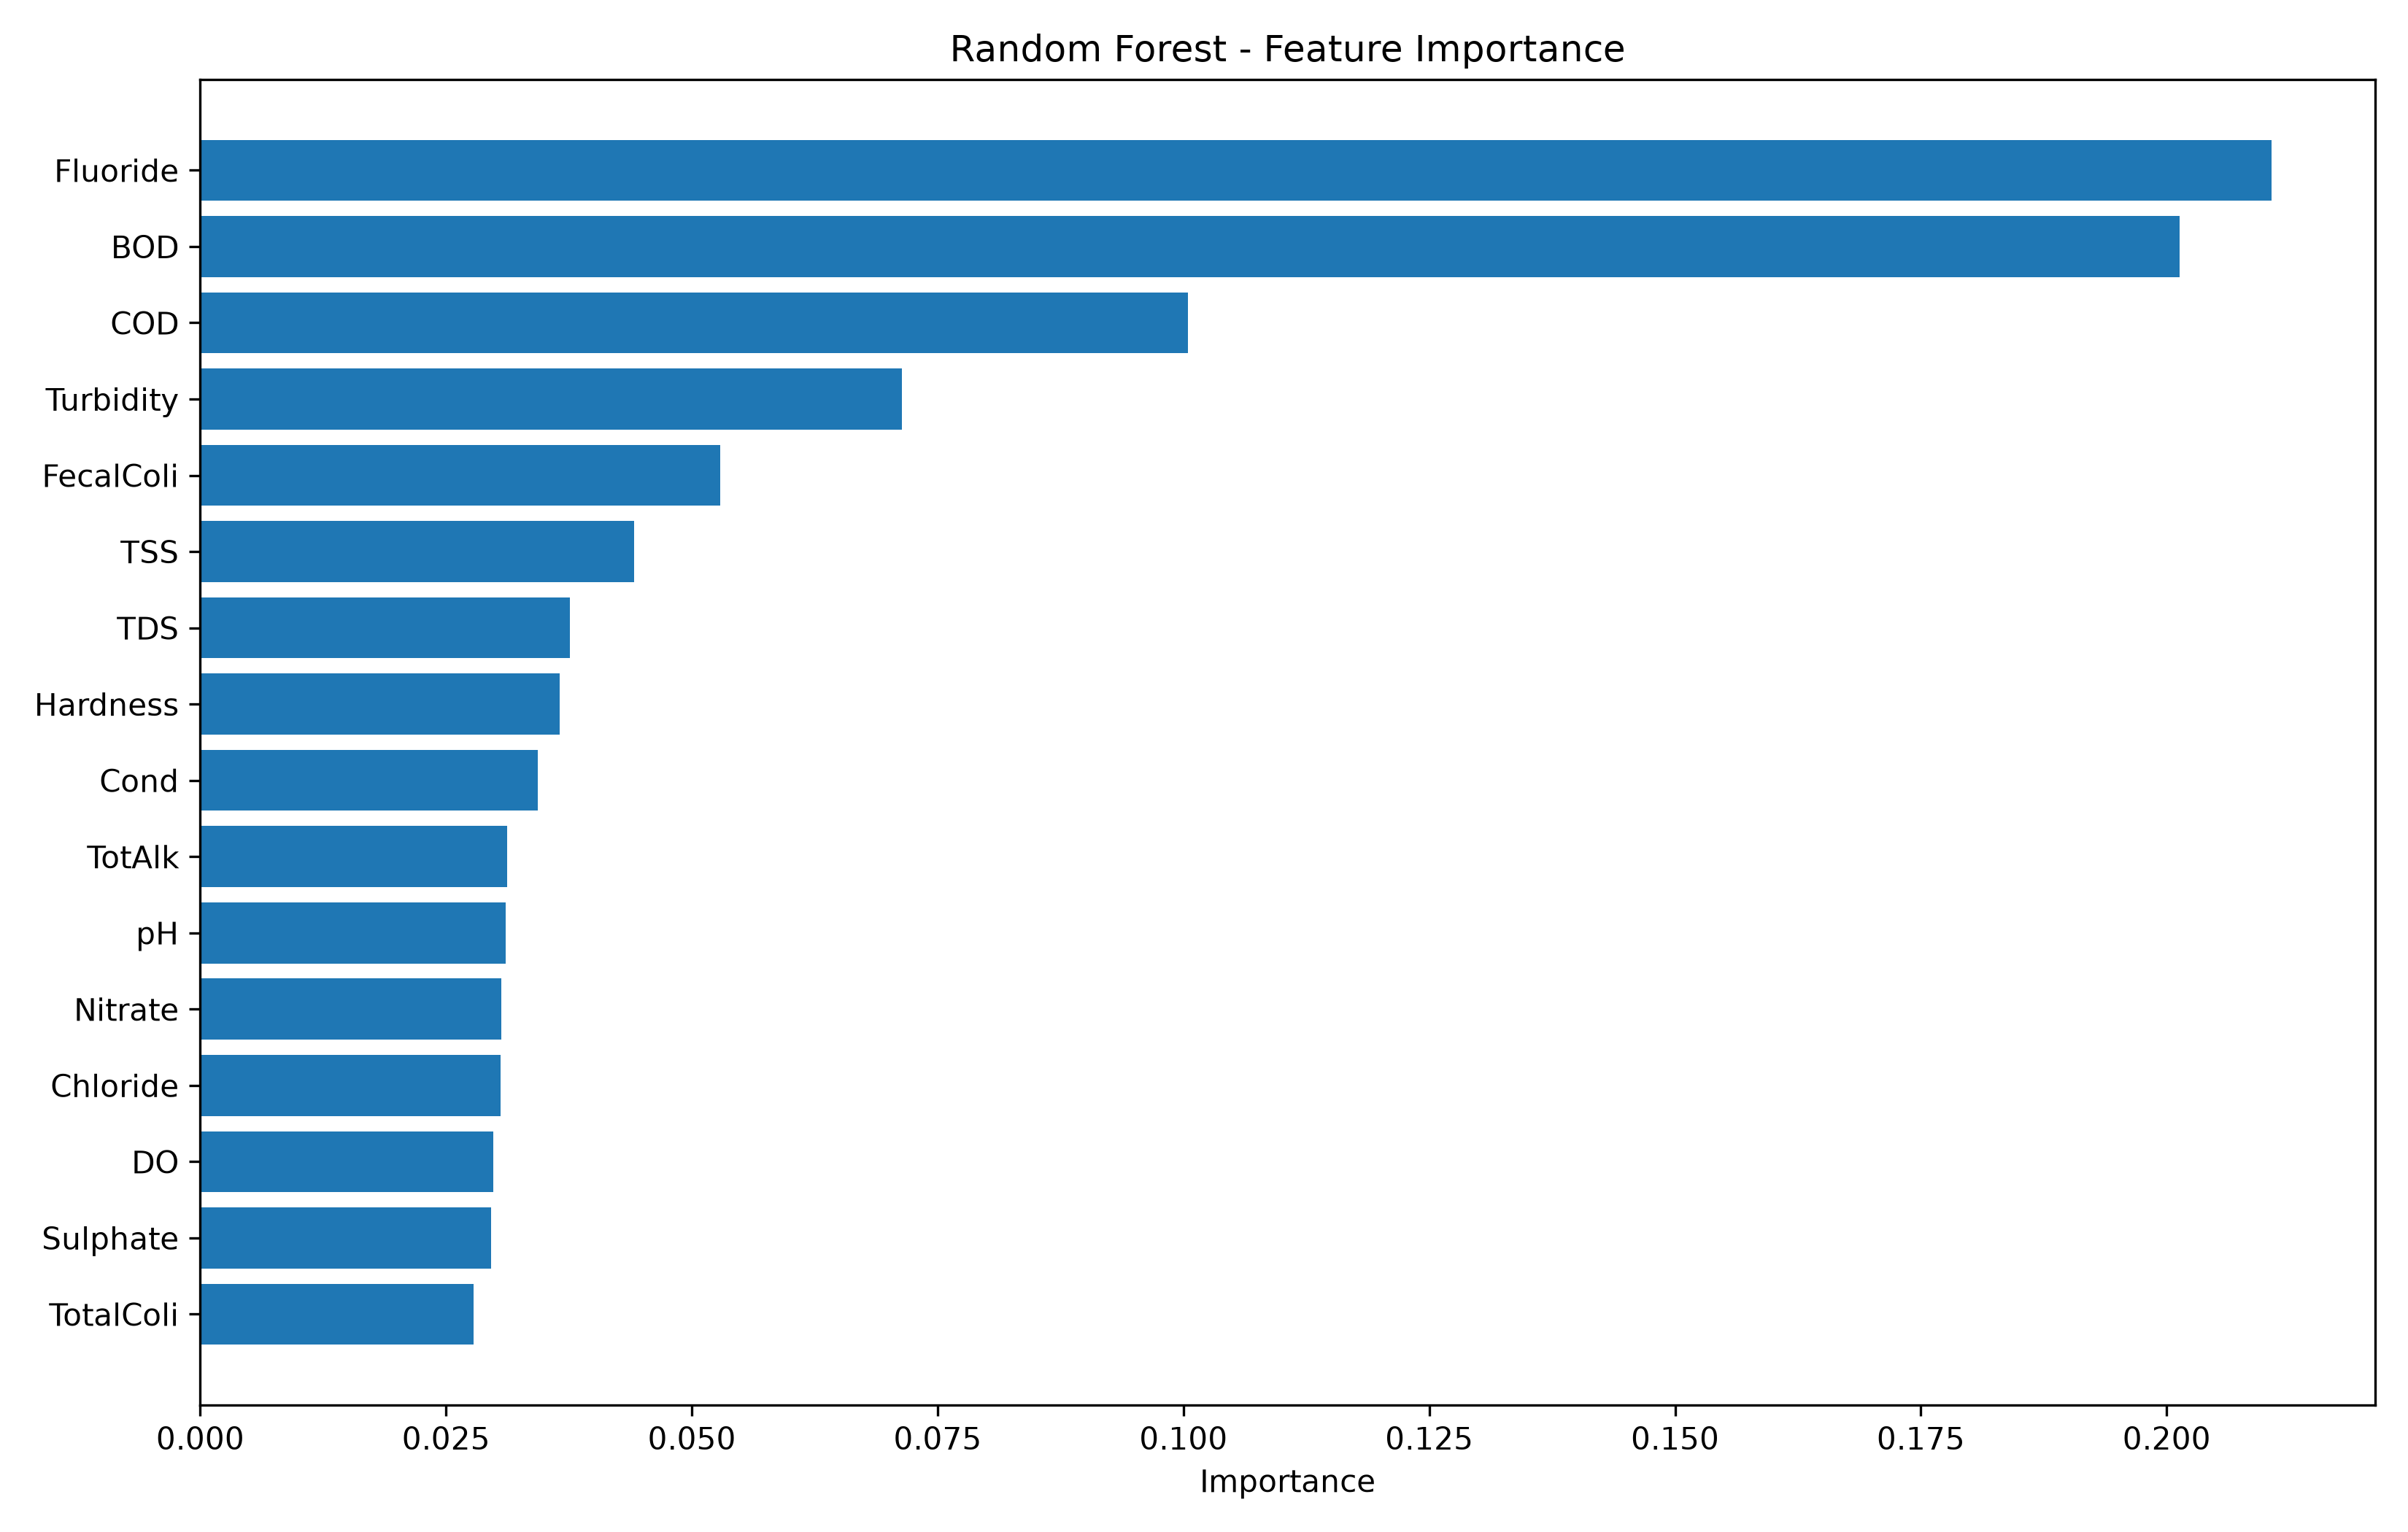 Random Forest - Feature Importance
Fluoride
BOD
COD
Turbidity
FecalColi
TSS
TDS
Hardness
Cond
TotAlk
pH
Nitrate
Chloride
DO
Sulphate
TotalColi
0.000 0.025 0.050 0.075 0.100 0.125 0.150 0.175 0.200
Importance